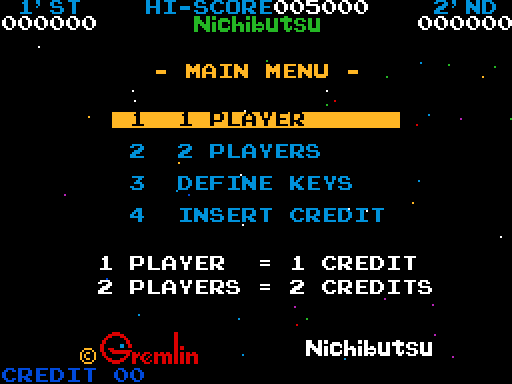 1'ST HI-SCORE005000 2'ND
000000 Nichibutsu 000000
- MAIN MENU -
1 1 PLAYER
2 2 PLAYERS
3 DEFINE KEYS
4 INSERT CREDIT
1 PLAYER = 1 CREDIT
2 PLAYERS = 2 CREDITS
© Gremlin Nichibutsu
CREDIT 00